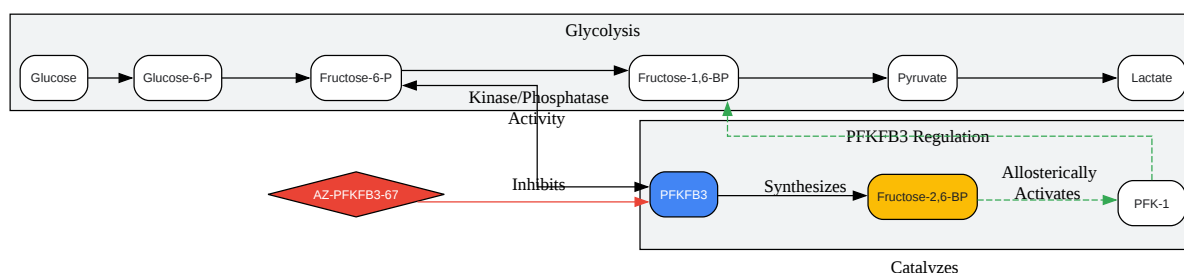 Glycolysis
Glucose
Glucose-6-P
Fructose-6-P
Fructose-1,6-BP
Pyruvate
Lactate
Kinase/Phosphatase
Activity
PFKFB3 Regulation
AZ-PFKFB3-67
Inhibits
PFKFB3
Synthesizes
Fructose-2,6-BP
Allosterically
Activates
PFK-1
Catalyzes